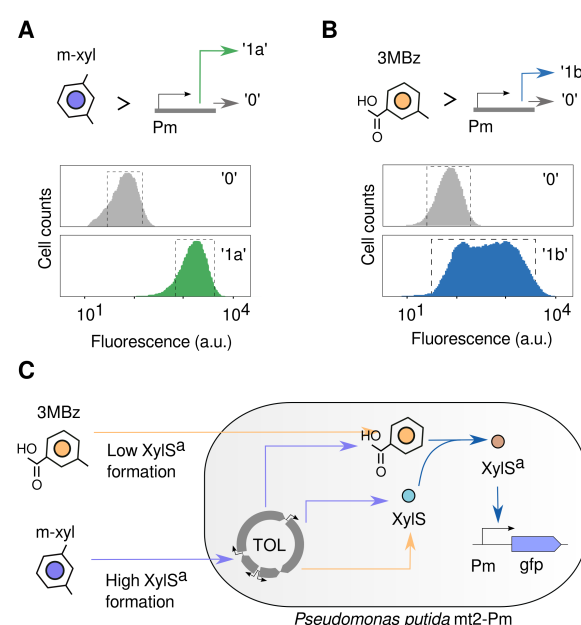 A
m-xyl
>
'1a'
'0'
Pm
Cell counts
'0'
'1a'
10¹
10⁴
Fluorescence (a.u.)
B
3MBz
HO
O
>
'1b
'0'
Pm
Cell counts
'0'
'1b'
10¹
10⁴
Fluorescence (a.u.)
C
3MBz
HO
O
Low XylSᵃ
formation
m-xyl
High XylSᵃ
formation
TOL
HO
O
XylS
XylSᵃ
Pm
gfp
Pseudomonas putida mt2-Pm